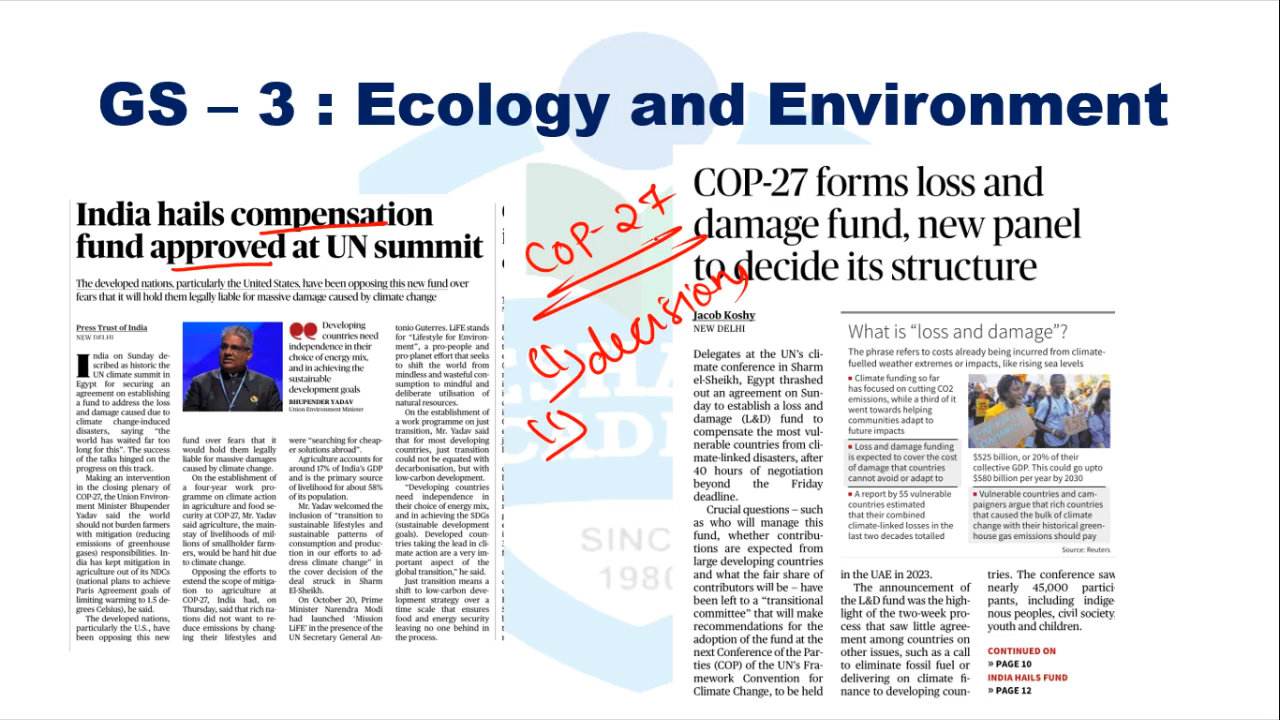 GS – 3 : Ecology and Environment
India hails compensation
fund approved at UN summit
The developed nations, particularly the United States, have been opposing this new fund over
fears that it will hold them legally liable for massive damage caused by climate change
Press Trust of India
NEW DELHI
India on Sunday de-
scribed as historic the
UN climate summit in
Egypt for securing an
agreement on establishing
a fund to address the loss
and damage caused due to
climate change-induced
disasters, saying “the
world has waited far too
long for this”. The success
of the talks hinged on the
progress on this track.
Making an intervention
in the closing plenary of
COP-27, the Union Environ-
ment Minister Bhupender
Yadav said the world
should not burden farmers
with mitigation (reducing
emissions of greenhouse
gases) responsibilities. In-
dia has kept mitigation in
agriculture out of its NDCs
(national plans to achieve
Paris Agreement goals of
limiting warming to 1.5 de-
grees Celsius), he said.
The developed nations,
particularly the U.S., have
been opposing this new
fund over fears that it
would hold them legally
liable for massive damages
caused by climate change.
On the establishment of
a four-year work pro-
gramme on climate action
in agriculture and food se-
curity at COP-27, Mr. Yadav
said agriculture, the main-
stay of livelihoods of mil-
lions of smallholder farm-
ers, would be hard hit due
to climate change.
Opposing the efforts to
extend the scope of mitiga-
tion to agriculture at
COP-27, India had, on
Thursday, said that rich na-
tions did not want to re-
duce emissions by chang-
ing their lifestyles and
Developing
countries need
independence in their
choice of energy mix,
and in achieving the
sustainable
development goals
BHUPENDER YADAV
Union Environment Minister
were “searching for cheap-
er solutions abroad”.
Agriculture accounts for
around 17% of India’s GDP
and is the primary source
of livelihood for about 58%
of its population.
Mr. Yadav welcomed the
inclusion of “transition to
sustainable lifestyles and
sustainable patterns of
consumption and produc-
tion in our efforts to ad-
dress climate change” in
the cover decision of the
deal struck in Sharm
El-Sheikh.
On October 20, Prime
Minister Narendra Modi
had launched ‘Mission
LiFE’ in the presence of the
UN Secretary General An-
tonio Guterres. LiFE stands
for “Lifestyle for Environ-
ment”, a pro-people and
pro-planet effort that seeks
to shift the world from
mindless and wasteful con-
sumption to mindful and
deliberate utilisation of
natural resources.
On the establishment of
a work programme on just
transition, Mr. Yadav said
that for most developing
countries, just transition
could not be equated with
decarbonisation, but with
low-carbon development.
“Developing countries
need independence in
their choice of energy mix,
and in achieving the SDGs
(sustainable development
goals). Developed coun-
tries taking the lead in cli-
mate action are a very im-
portant aspect of the
global transition,” he said.
Just transition means a
shift to low-carbon deve-
lopment strategy over a
time scale that ensures
food and energy security
leaving no one behind in
the process.
COP-27
(1) decision,
(1)
SINC
1980
COP-27 forms loss and
damage fund, new panel
to decide its structure
Jacob Koshy
NEW DELHI
Delegates at the UN’s cli-
mate conference in Sharm
el-Sheikh, Egypt thrashed
out an agreement on Sun-
day to establish a loss and
damage (L&D) fund to
compensate the most vul-
nerable countries from cli-
mate-linked disasters, after
40 hours of negotiation
beyond the Friday
deadline.
Crucial questions – such
as who will manage this
fund, whether contribu-
tions are expected from
large developing countries
and what the fair share of
contributors will be – have
been left to a “transitional
committee” that will make
recommendations for the
adoption of the fund at the
next Conference of the Par-
ties (COP) of the UN’s Fra-
mework Convention for
Climate Change, to be held
What is “loss and damage”?
The phrase refers to costs already being incurred from climate-
fuelled weather extremes or impacts, like rising sea levels
Climate funding so far
has focused on cutting CO2
emissions, while a third of it
went towards helping
communities adapt to
future impacts
Loss and damage funding
is expected to cover the cost
of damage that countries
cannot avoid or adapt to
A report by 55 vulnerable
countries estimated
that their combined
climate-linked losses in the
last two decades totalled
$525 billion, or 20% of their
collective GDP. This could go upto
$580 billion per year by 2030
Vulnerable countries and cam-
paigners argue that rich countries
that caused the bulk of climate
change with their historical green-
house gas emissions should pay
Source: Reuters
in the UAE in 2023.
The announcement of
the L&D fund was the high-
light of the two-week pro-
cess that saw little agree-
ment among countries on
other issues, such as a call
to eliminate fossil fuel or
delivering on climate fi-
nance to developing coun-
tries. The conference saw
nearly 45,000 partici-
pants, including indige-
nous peoples, civil society,
youth and children.
CONTINUED ON
» PAGE 10
INDIA HAILS FUND
» PAGE 12